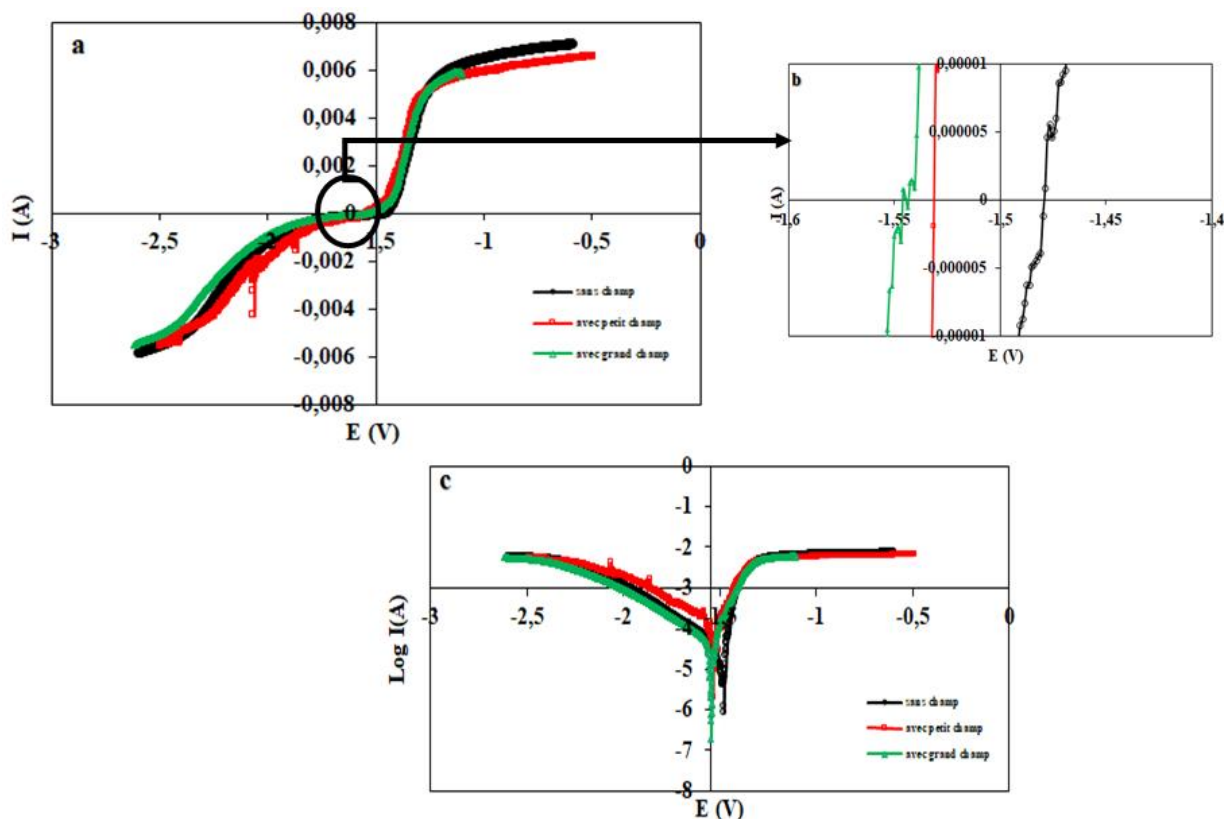 a
0,008
0,006
0,004
0,002
0
-0,002
-0,004
-0,006
-0,008
-3
-2,5
-2
-1,5
-1
-0,5
0
I (A)
E (V)
sans champ
avec petit champ
avec grand champ
b
0,00001
0,000005
0
-0,000005
-0,00001
-1,6
-1,55
-1,5
-1,45
-1,4
I (A)
E (V)
c
0
-1
-2
-3
-4
-5
-6
-7
-8
-3
-2,5
-2
-1,5
-1
-0,5
0
Log I(A)
E (V)
sans champ
avec petit champ
avec grand champ